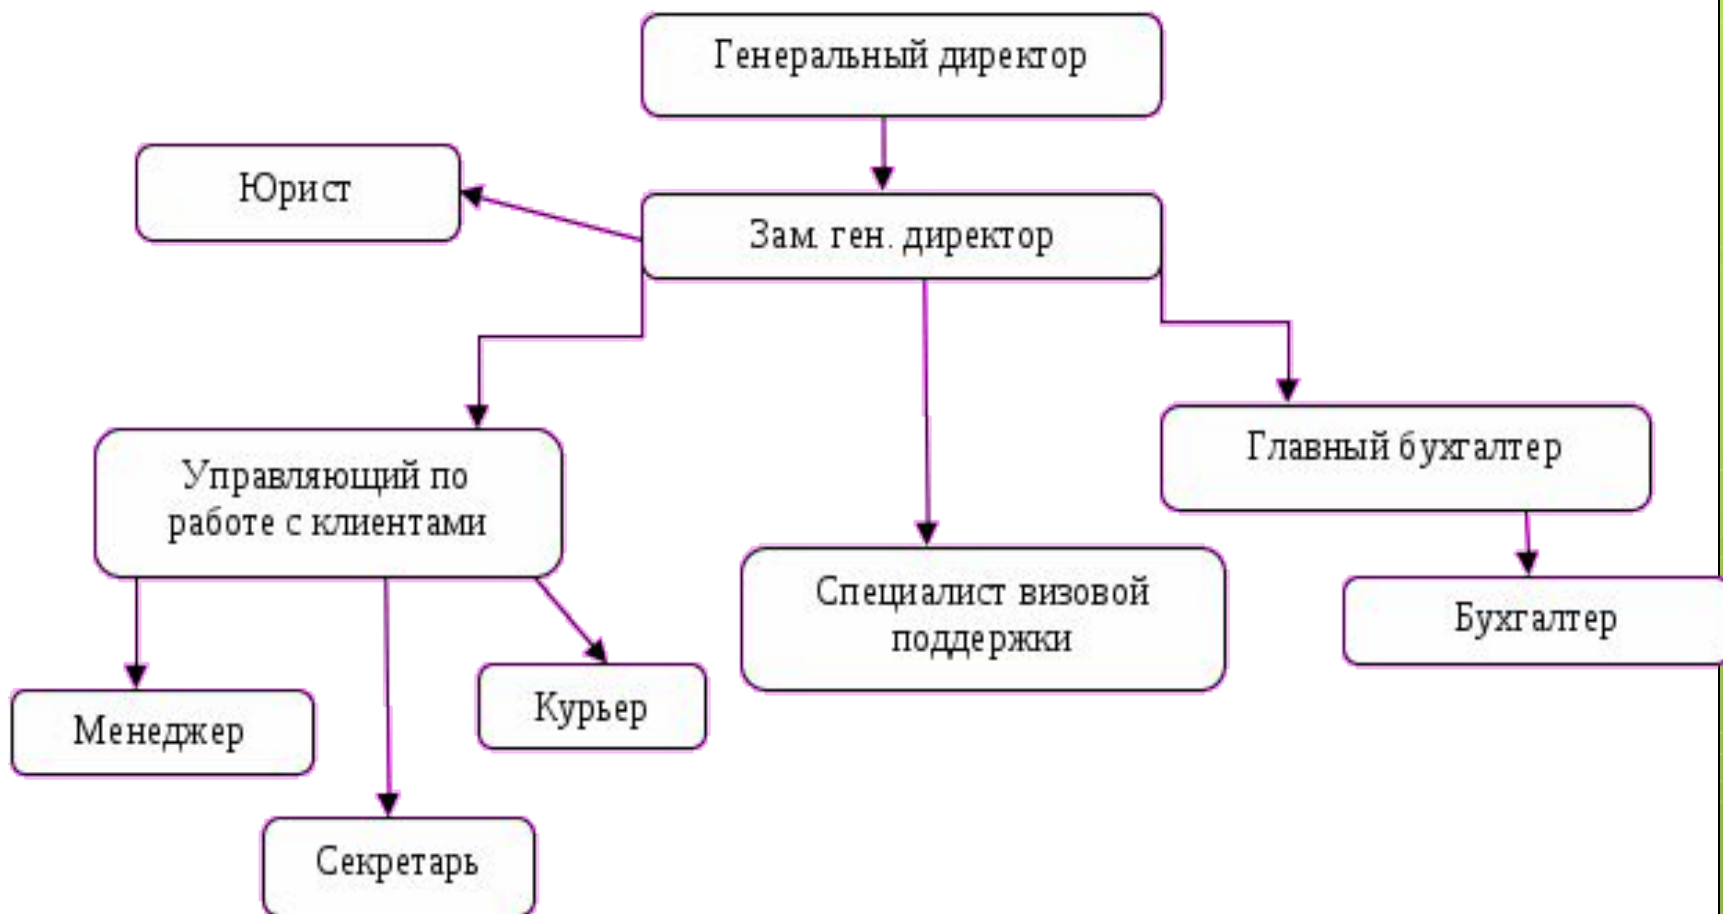 Генеральный директор
Юрист
Зам. ген. директор
Управляющий по
работе с клиентами
Главный бухгалтер
Специалист визовой
поддержки
Бухгалтер
Менеджер
Курьер
Секретарь